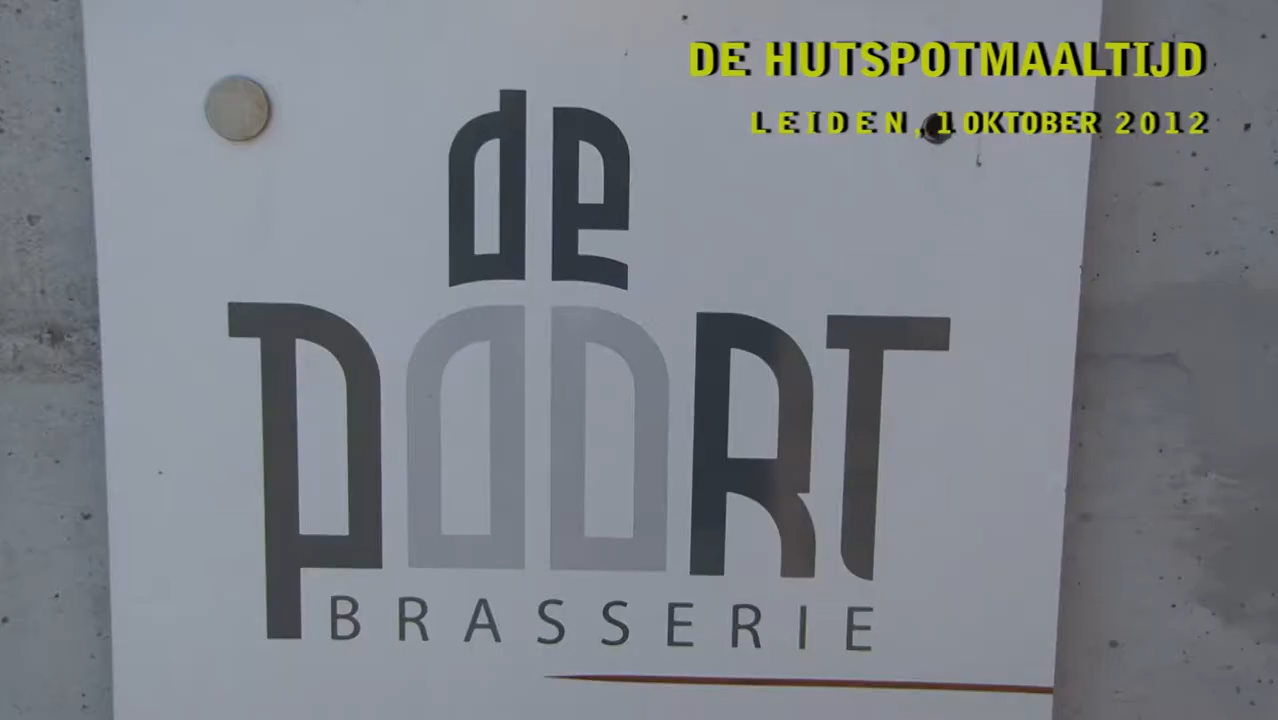 DE HUTSPOTMAALTIJD
LEIDEN, 1 OKTOBER 2012
de
POORT
BRASSERIE